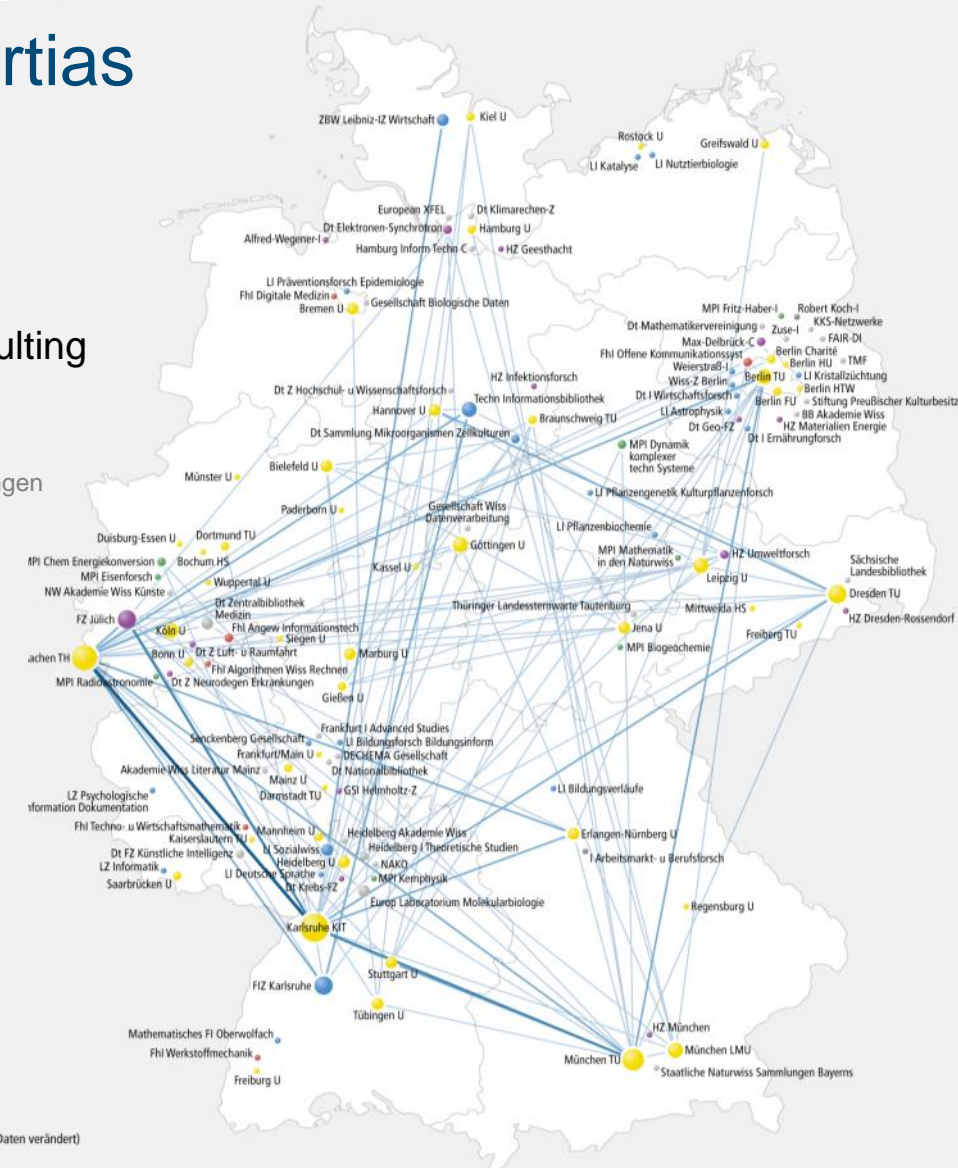 rtias
ulting
gen
ZBW Leibniz-IZ Wirtschaft
Kiel U
Rostock U
Greifswald U
LI Katalyse
LI Nutztierbiologie
European XFEL
Dt Klimarechen-Z
Dt Elektronen-Synchrotron
Hamburg U
Alfred-Wegener-I
Hamburg Inform Techn C
HZ Geesthacht
LI Präventionsforsch Epidemiologie
FhI Digitale Medizin
Gesellschaft Biologische Daten
Bremen U
MPI Fritz-Haber-I
Robert Koch-I
Dt Mathematikervereinigung
Zuse-I
KKS-Netzwerke
Max-Delbrück-C
FAIR-DI
FhI Offene Kommunikationssyst
Berlin Charité
Weierstraß-I
Berlin HU
TMF
Wiss-Z Berlin
Berlin TU
LI Kristallzüchtung
Dt I Wirtschaftsforsch
Berlin HTW
Berlin FU
Stiftung Preußischer Kulturbesitz
LI Astrophysik
BB Akademie Wiss
Dt Geo-FZ
HZ Materialien Energie
Dt I Ernährungforsch
HZ Infektionsforsch
Dt Z Hochschul- u Wissenschaftsforsch
Techn Informationsbibliothek
Hannover U
Braunschweig TU
Dt Sammlung Mikroorganismen Zellkulturen
MPI Dynamik
komplexer
techn Systeme
Bielefeld U
Münster U
LI Pflanzengenetik Kulturpflanzenforsch
Paderborn U
Gesellschaft Wiss
Datenverarbeitung
LI Pflanzenbiochemie
Göttingen U
Duisburg-Essen U
Dortmund TU
MPI Mathematik
in den Naturwiss
HZ Umweltforsch
Leipzig U
Sächsische
Landesbibliothek
Dresden TU
HZ Dresden-Rossendorf
MPI Chem Energiekonversion
Bochum HS
MPI Eisenforsch
Kassel U
Wuppertal U
NW Akademie Wiss Künste
Dt Zentralbibliothek
Medizin
Thüringer Landessternwarte Tautenburg
Mittweida HS
FZ Jülich
Köln U
FhI Angew Informationstech
Siegen U
Jena U
Freiberg TU
Bonn U
Dt Z Luft- u Raumfahrt
Marburg U
MPI Biogeochemie
achen TH
FhI Algorithmen Wiss Rechnen
MPI Radioastronomie
Dt Z Neurodegen Erkrankungen
Gießen U
Frankfurt I Advanced Studies
Senckenberg Gesellschaft
LI Bildungsforsch Bildungsinform
Frankfurt/Main U
DECHEMA Gesellschaft
Akademie Wiss Literatur Mainz
Dt Nationalbibliothek
Mainz U
LZ Psychologische
nformation Dokumentation
Darmstadt TU
GSI Helmholtz-Z
LI Bildungsverläufe
FhI Techno- u Wirtschaftsmathematik
Mannheim U
Heidelberg Akademie Wiss
Erlangen-Nürnberg U
Kaiserslautern TU
LI Sozialwiss
Heidelberg I Theoretische Studien
Dt FZ Künstliche Intelligenz
Heidelberg U
NAKO
I Arbeitsmarkt- u Berufsforsch
LZ Informatik
LI Deutsche Sprache
MPI Kernphysik
Saarbrücken U
Dt Krebs-FZ
Europ Laboratorium Molekularbiologie
Regensburg U
Karlsruhe KIT
Stuttgart U
FIZ Karlsruhe
Tübingen U
Mathematisches FI Oberwolfach
HZ München
FhI Werkstoffmechanik
München TU
München LMU
Freiburg U
Staatliche Naturwiss Sammlungen Bayerns
Daten verändert)